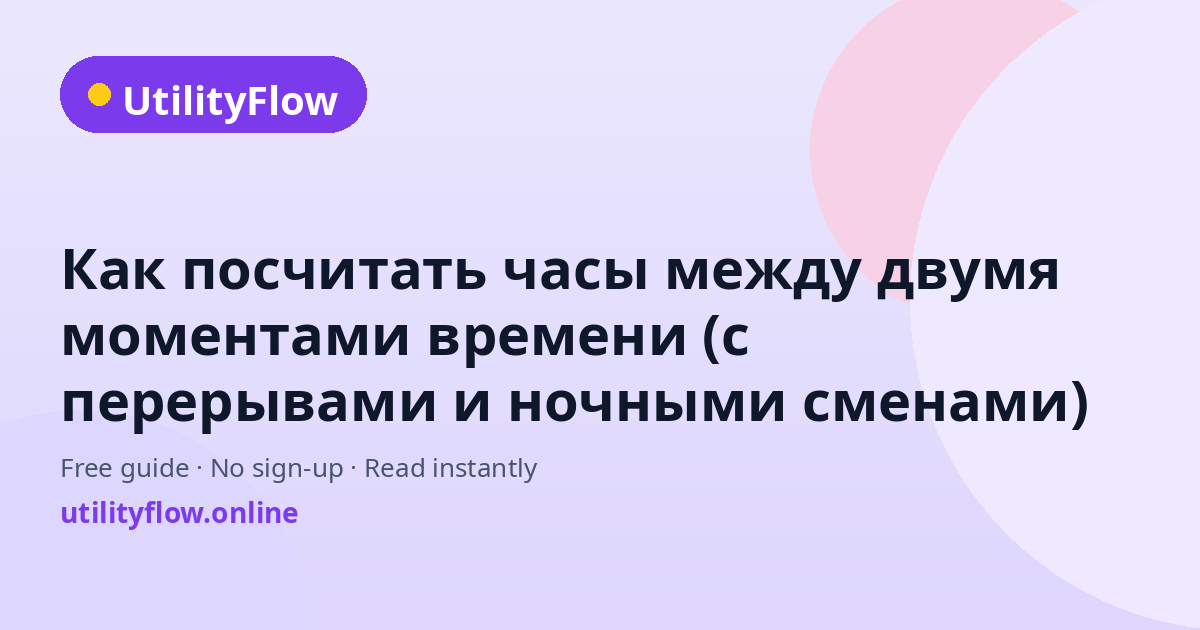 UtilityFlow
Как посчитать часы между двумя
моментами времени (с
перерывами и ночными сменами)
Free guide · No sign-up · Read instantly
utilityflow.online